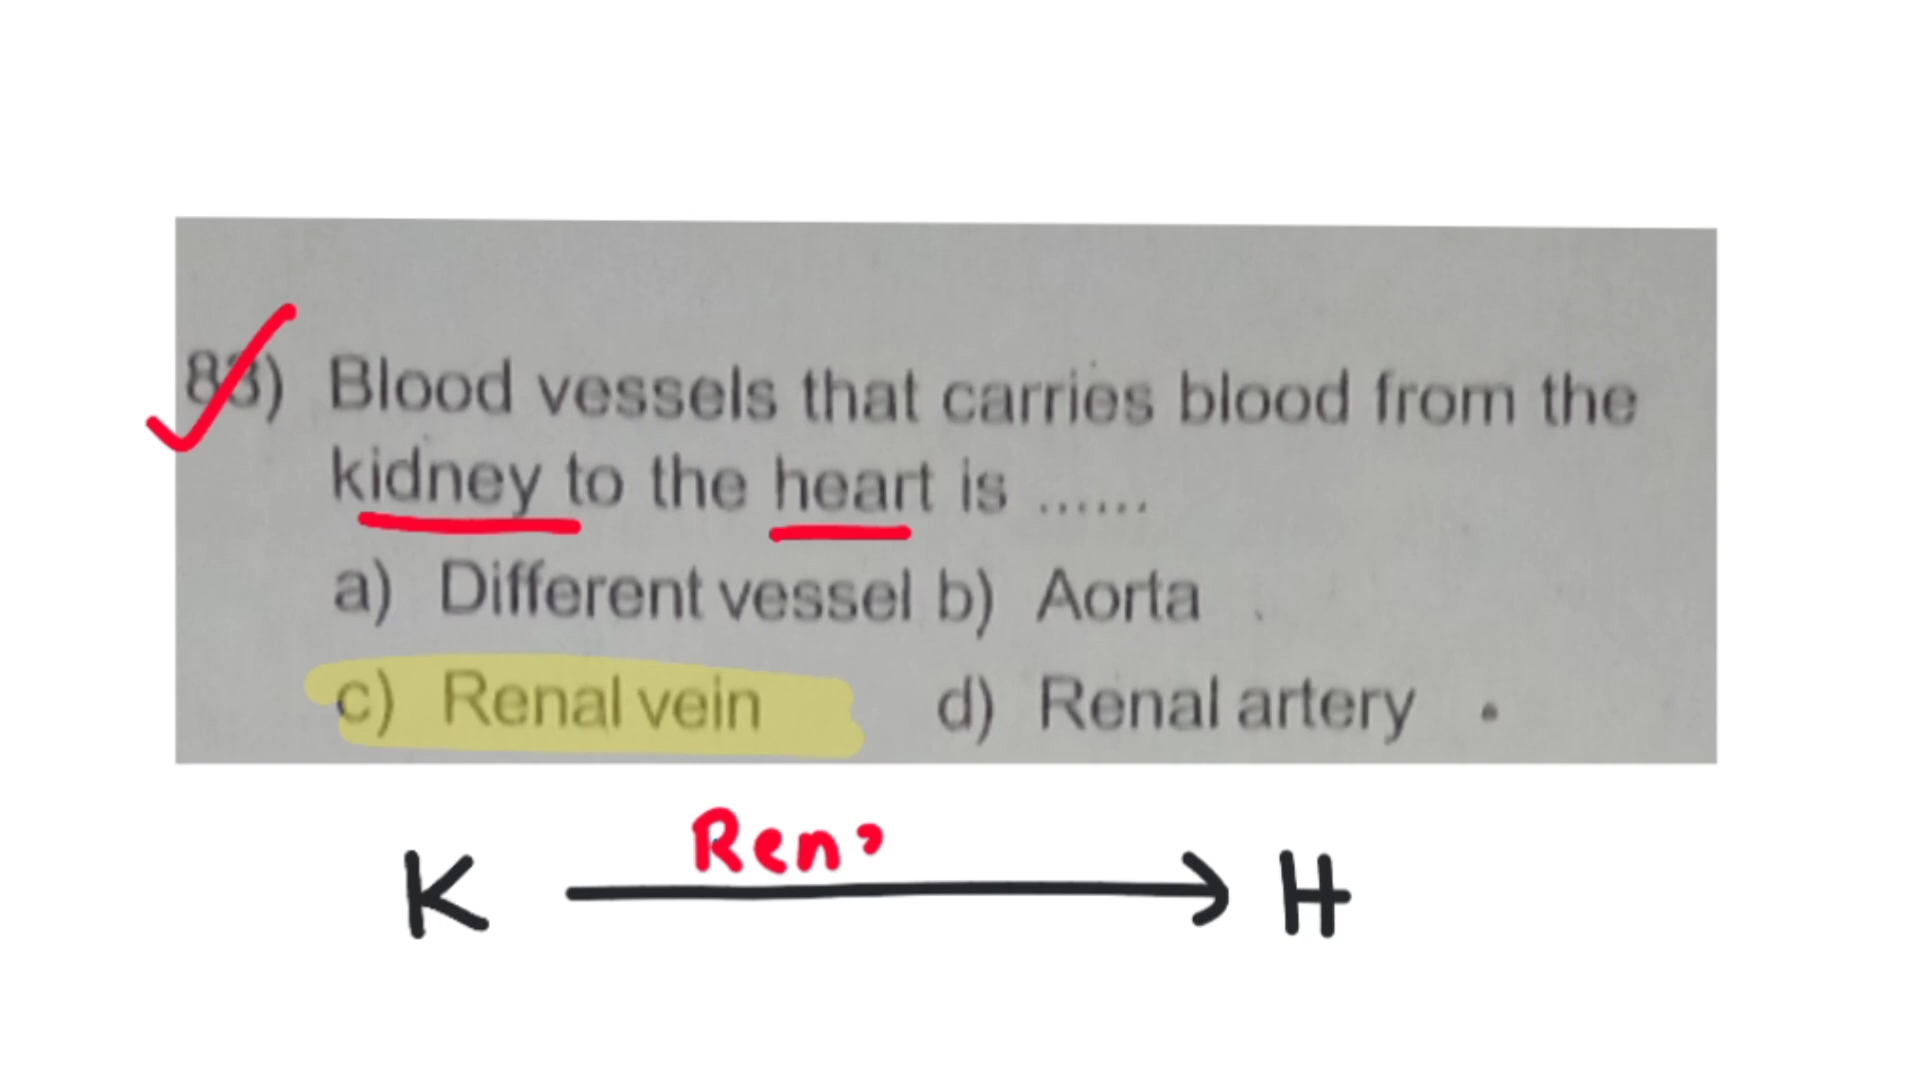 83) Blood vessels that carries blood from the
kidney to the heart is ......
a) Different vessel b) Aorta
c) Renal vein d) Renal artery
Ren
K H